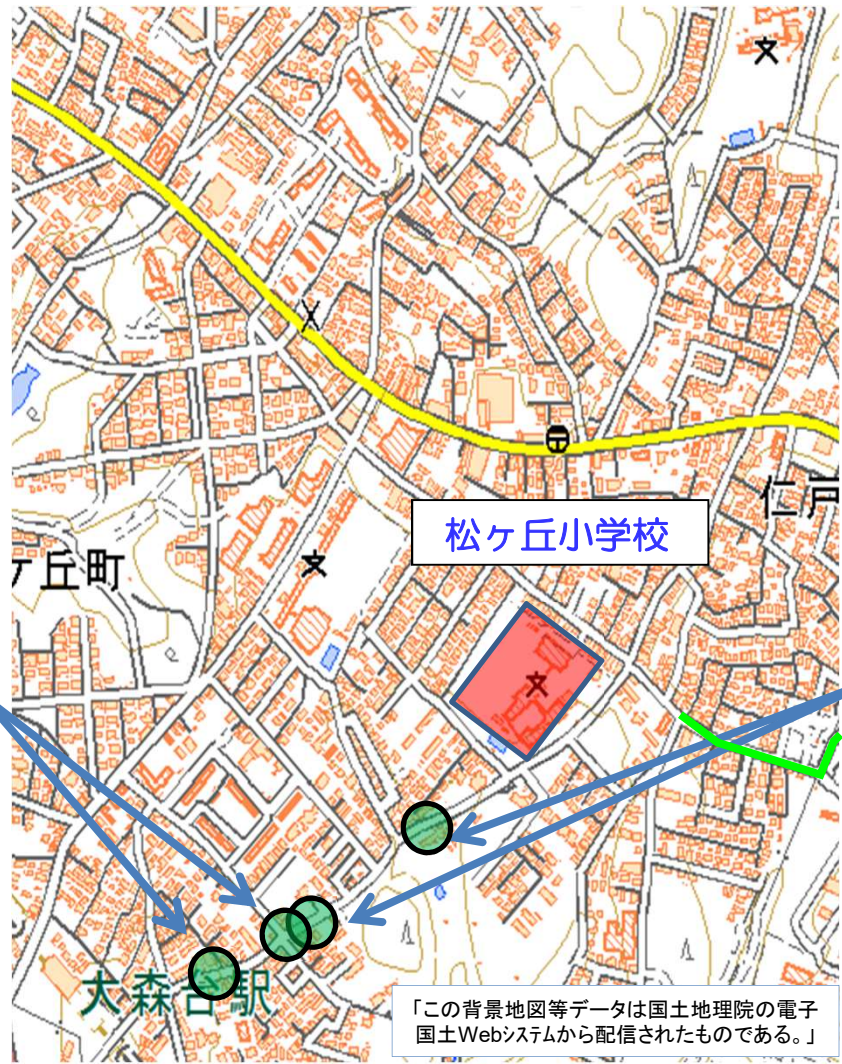 仁戸
松ヶ丘小学校
ケ丘町
大森台駅
「この背景地図等データは国土地理院の電子
国土Webシステムから配信されたものである。」